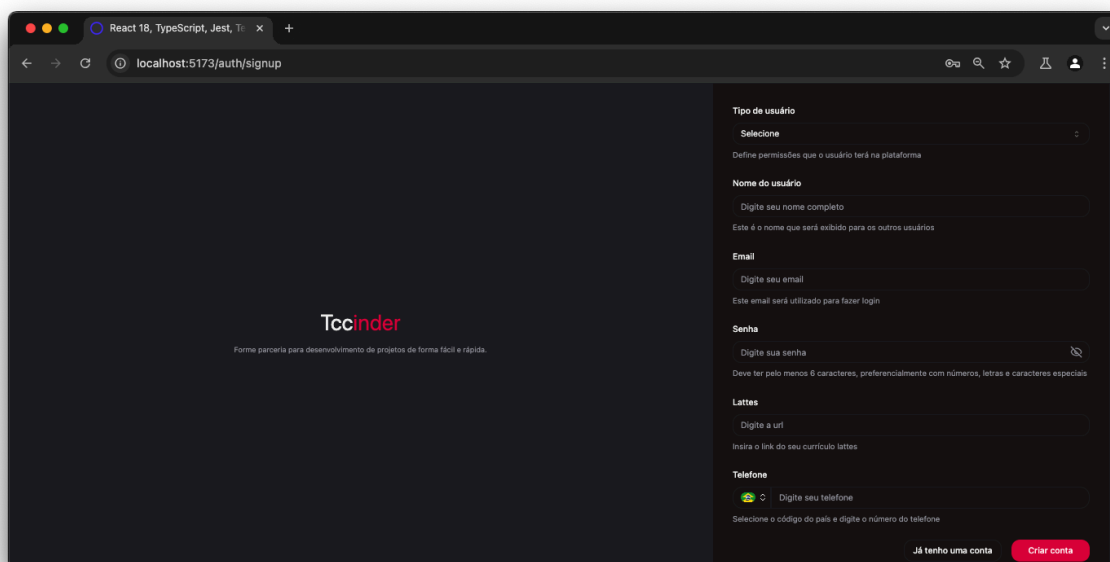 React 18, TypeScript, Jest, Te
localhost:5173/auth/signup
Tccinder
Forme parceria para desenvolvimento de projetos de forma fácil e rápida.
Tipo de usuário
Selecione
Define permissões que o usuário terá na plataforma
Nome do usuário
Digite seu nome completo
Este é o nome que será exibido para os outros usuários
Email
Digite seu email
Este email será utilizado para fazer login
Senha
Digite sua senha
Deve ter pelo menos 6 caracteres, preferencialmente com números, letras e caracteres especiais
Lattes
Digite a url
Insira o link do seu currículo lattes
Telefone
Digite seu telefone
Selecione o código do país e digite o número do telefone
Já tenho uma conta Criar conta